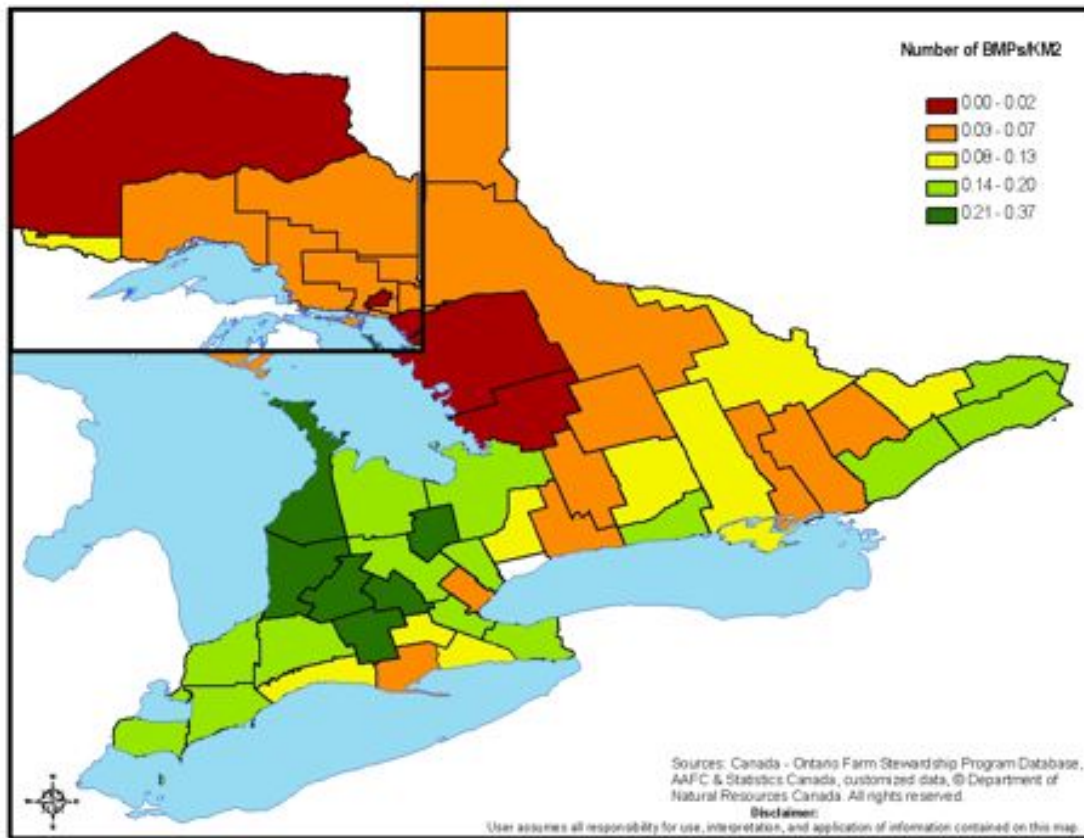 Number of BMPs/KM2
0.00 - 0.02
0.03 - 0.07
0.08 - 0.13
0.14 - 0.20
0.21 - 0.37
Sources: Canada - Ontario Farm Stewardship Program Database,
AAFC & Statistics Canada, customized data, © Department of
Natural Resources Canada. All rights reserved.
Disclaimer:
User assumes all responsibility for use, interpretation, and application of information contained on this map.